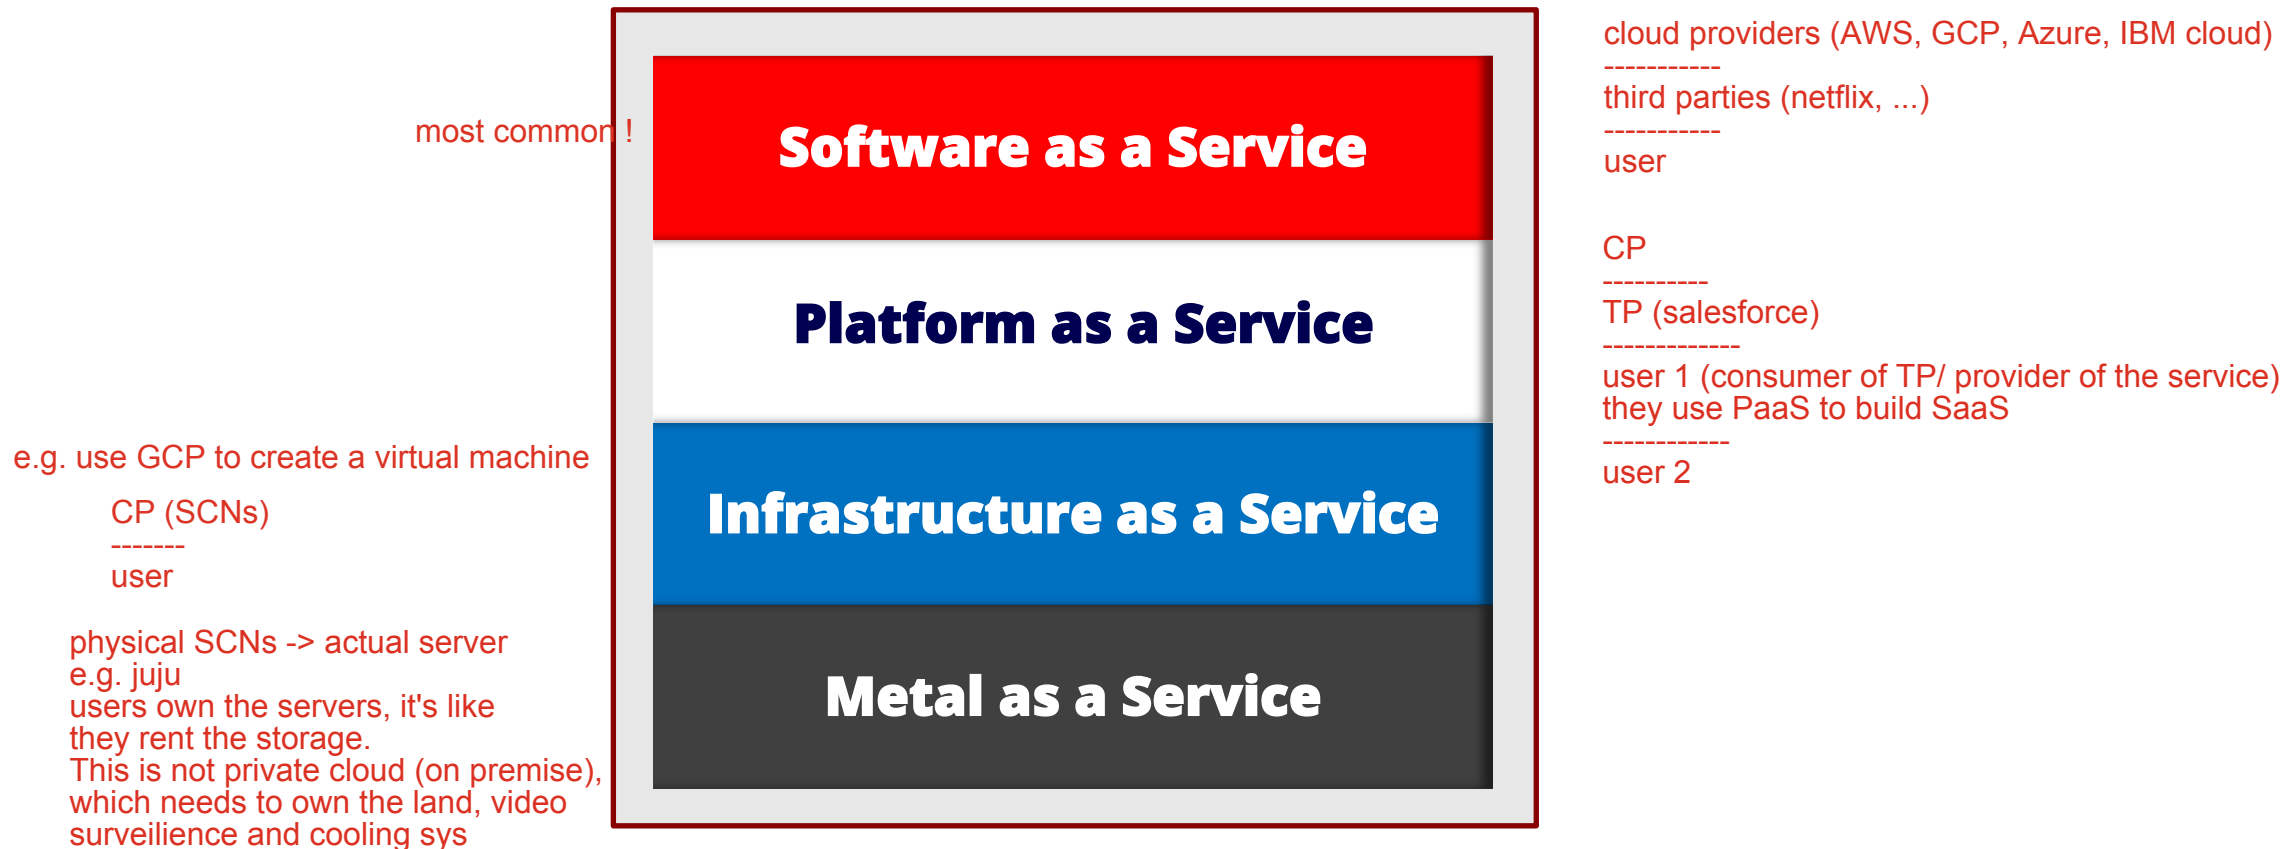 most common !
Software as a Service
Platform as a Service
Infrastructure as a Service
Metal as a Service
e.g. use GCP to create a virtual machine
CP (SCNs)
-------
user
physical SCNs -> actual server
e.g. juju
users own the servers, it's like
they rent the storage.
This is not private cloud (on premise),
which needs to own the land, video
surveilience and cooling sys
cloud providers (AWS, GCP, Azure, IBM cloud)
-----------
third parties (netflix, ...)
-----------
user
CP
----------
TP (salesforce)
-------------
user 1 (consumer of TP/ provider of the service)
they use PaaS to build SaaS
------------
user 2